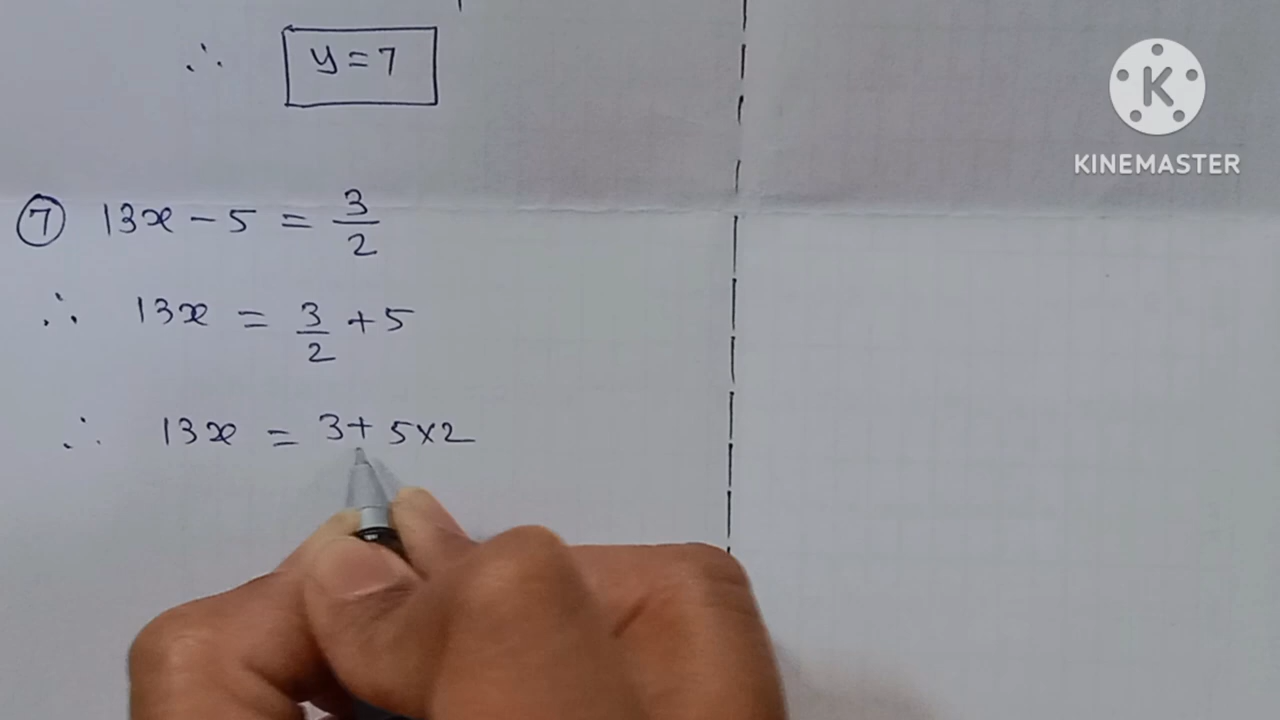 ∴ y = 7
K
KINEMASTER
⑦ 13x - 5 = 3/2
∴ 13x = 3/2 + 5
∴ 13x = 3 + 5×2